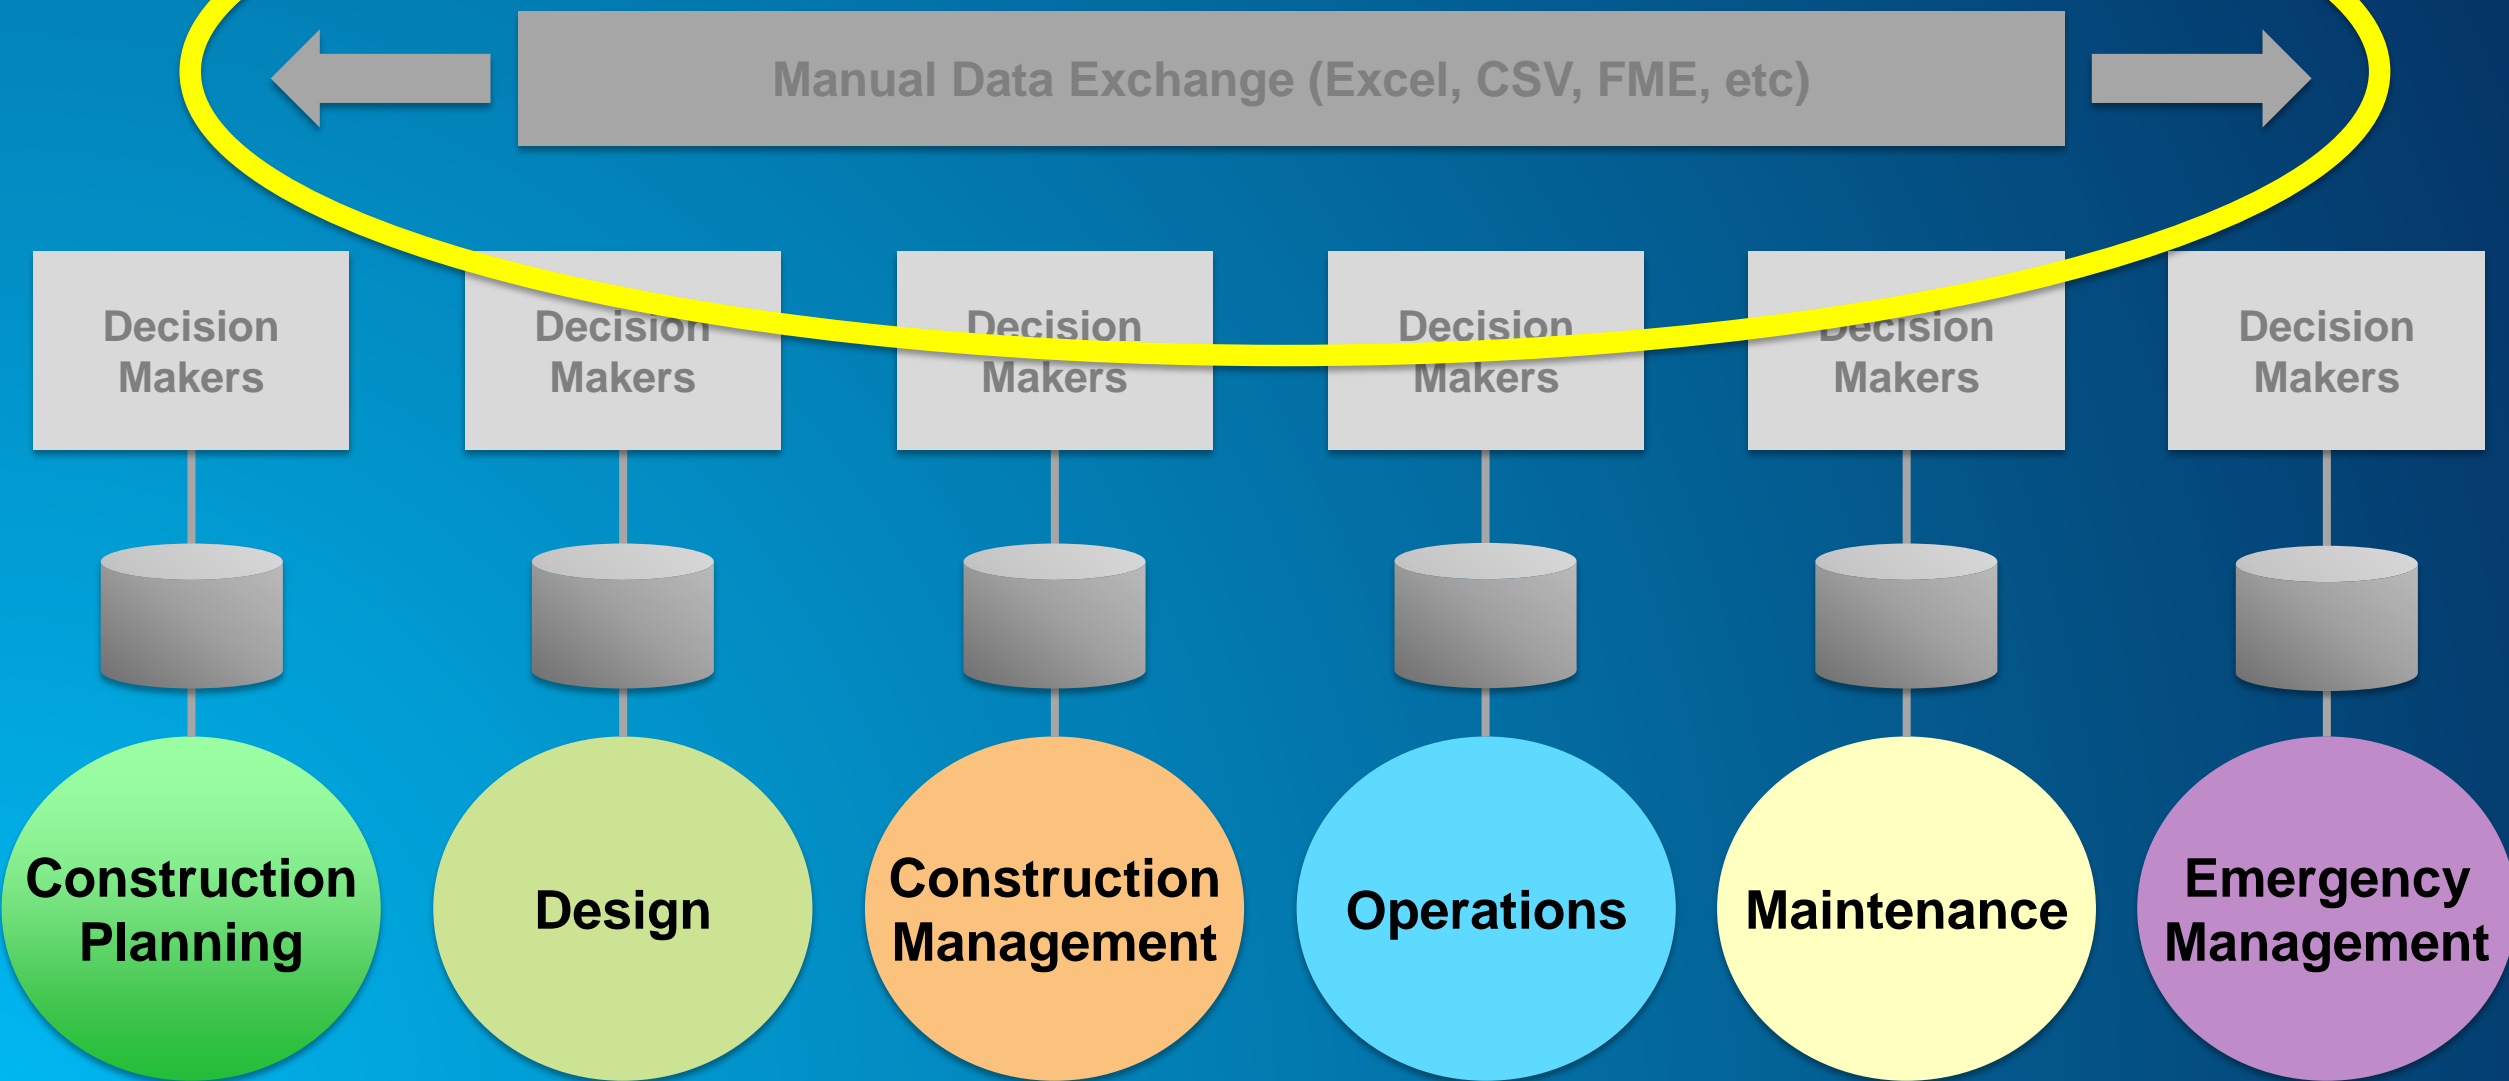 Manual Data Exchange (Excel, CSV, FME, etc)
Decision
Makers
Decision
Makers
Decision
Makers
Decision
Makers
Decision
Makers
Decision
Makers
Construction
Planning
Design
Construction
Management
Operations
Maintenance
Emergency
Management